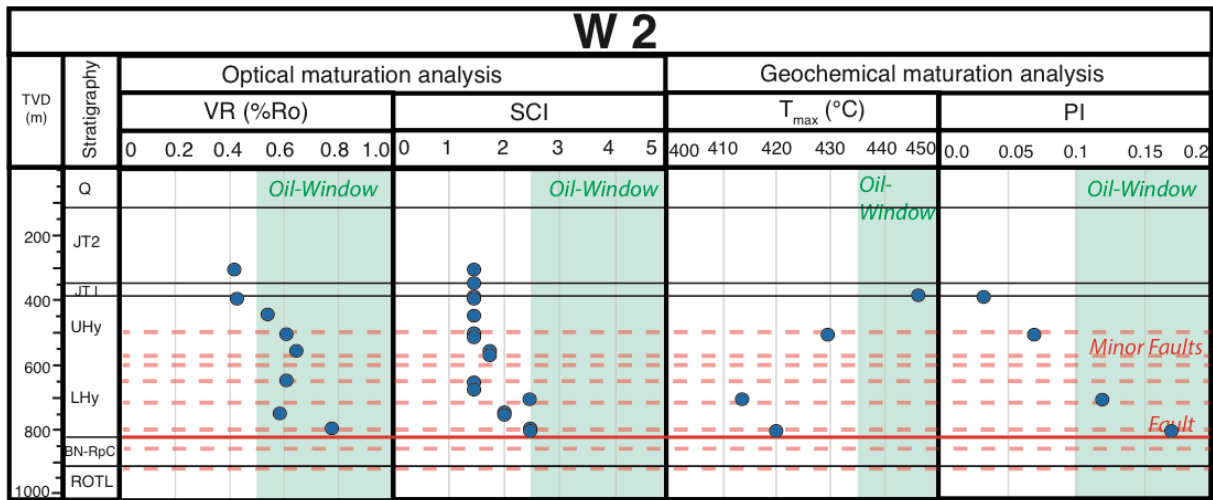 W 2
Optical maturation analysis Geochemical maturation analysis
TVD (m) Stratigraphy VR (%Ro) SCI Tmax (°C) PI
0 0.2 0.4 0.6 0.8 1.0 0 1 2 3 4 5 400 410 420 430 440 450 0.0 0.05 0.1 0.15 0.2
Q Oil-Window Oil-Window Oil-Window Oil-Window
200 JT2
JT I
400
UHy
Minor Faults
600
LHy
Fault
800
BN-RpC
ROTL
1000